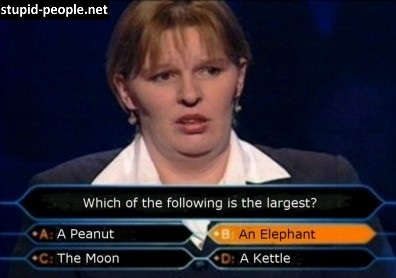 stupid-people.net
Which of the following is the largest?
A: A Peanut
B: An Elephant
C: The Moon
D: A Kettle